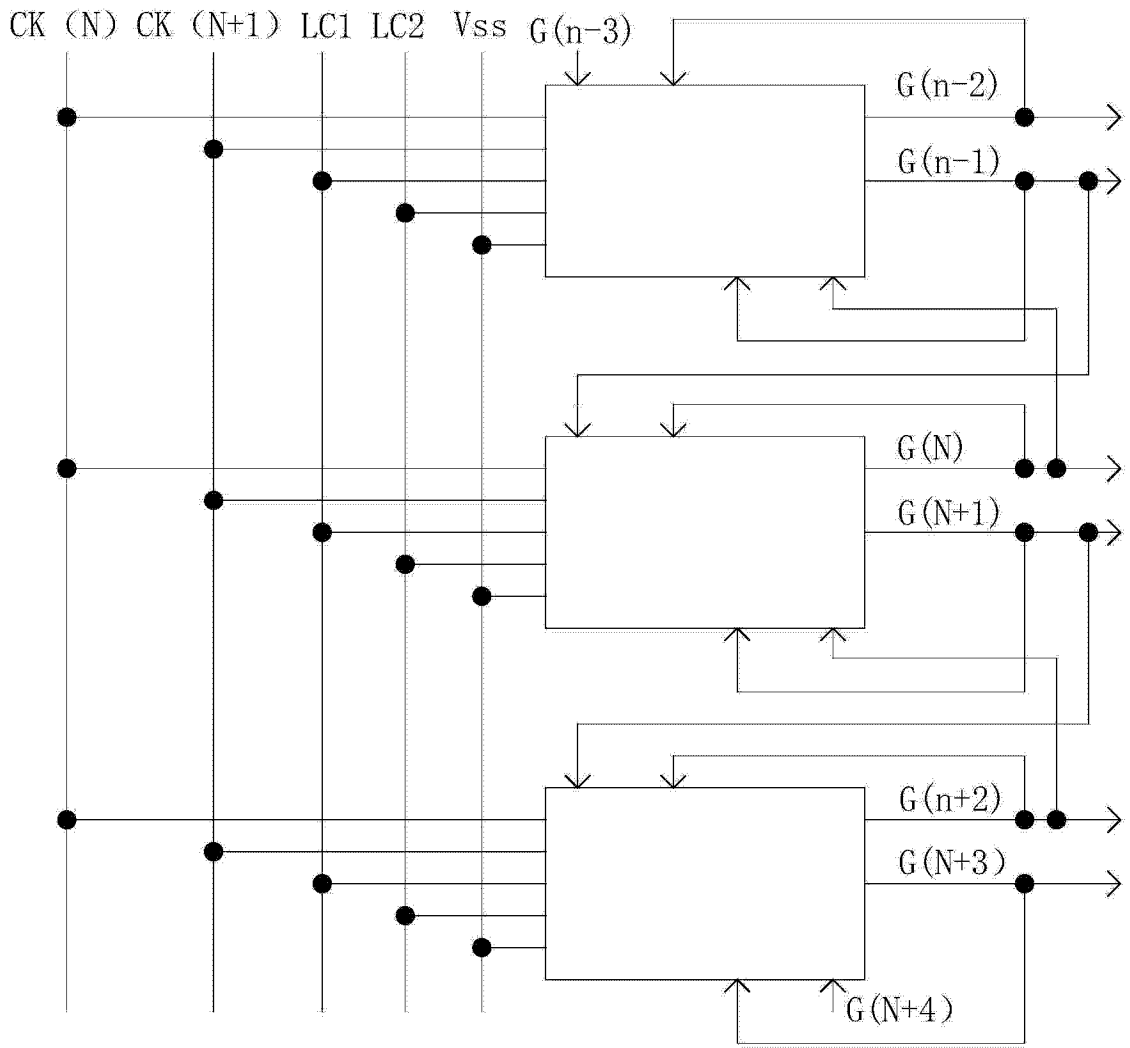 CK（N） CK（N+1） LC1 LC2 Vss G(n-3)
G(n-2)
G(n-1)
G(N)
G(N+1)
G(n+2)
G(N+3）
G(N+4）